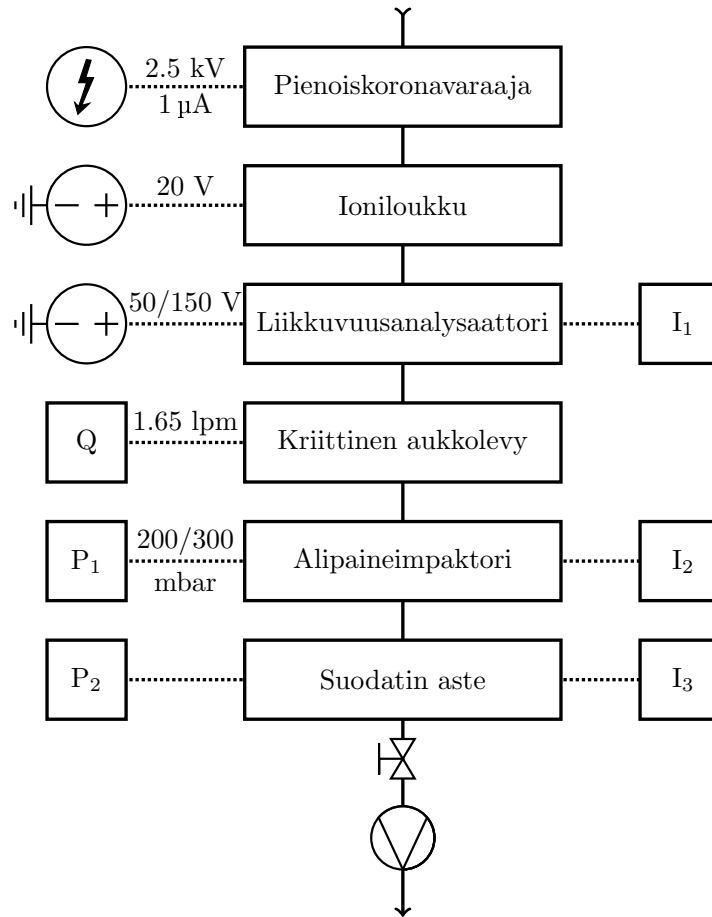 2.5 kV
1 µA
Pienoiskoronavaraaja
20 V
Ioniloukku
50/150 V
Liikkuvuusanalysaattori
I₁
Q
1.65 lpm
Kriittinen aukkolevy
P₁
200/300
mbar
Alipaineimpaktori
I₂
P₂
Suodatin aste
I₃